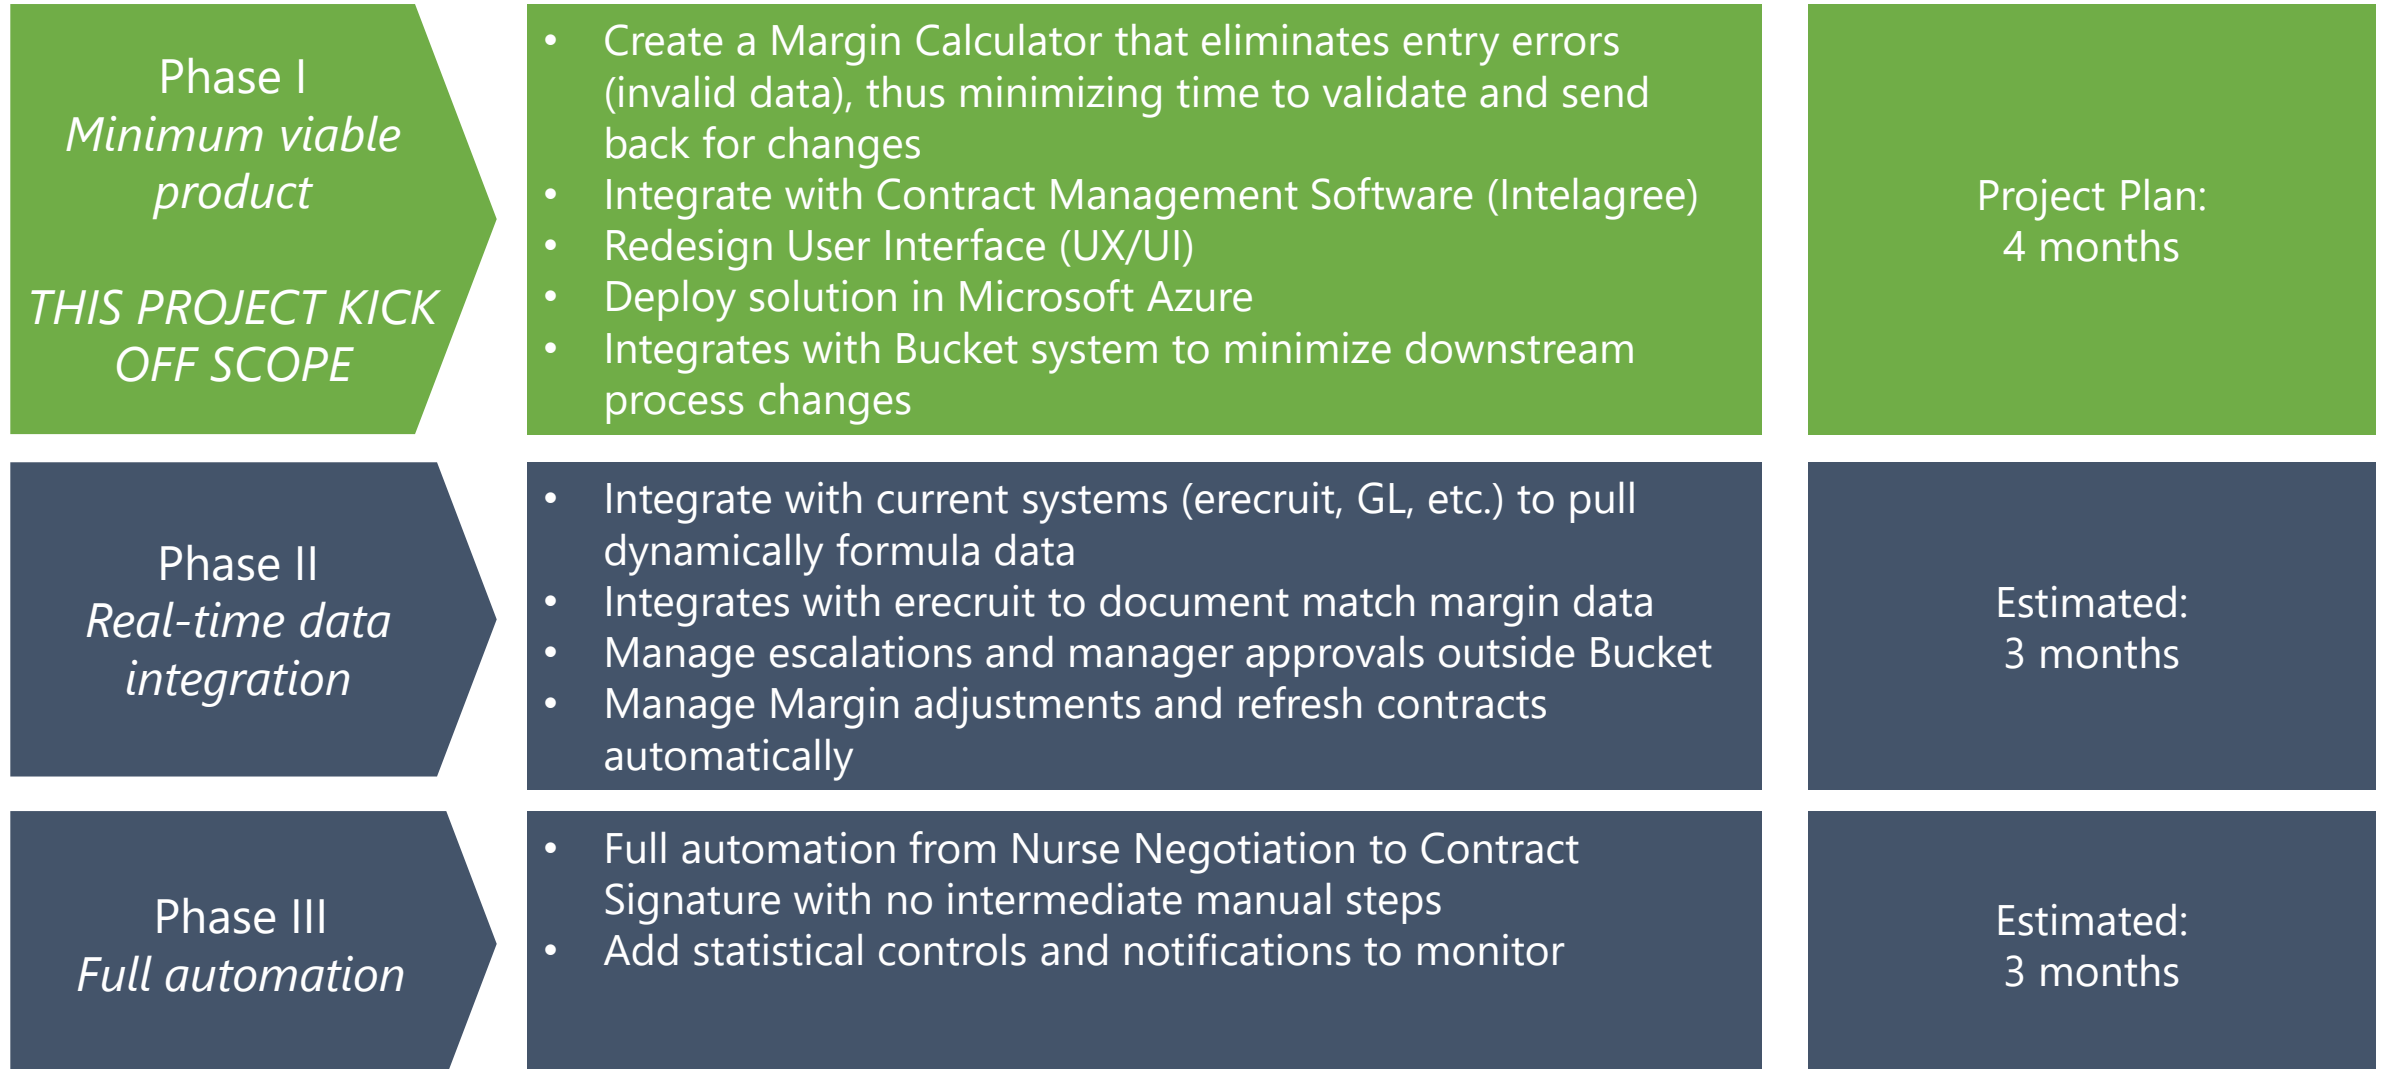 Phase I
Minimum viable
product
THIS PROJECT KICK
OFF SCOPE
• Create a Margin Calculator that eliminates entry errors
(invalid data), thus minimizing time to validate and send
back for changes
• Integrate with Contract Management Software (Intelagree)
• Redesign User Interface (UX/UI)
• Deploy solution in Microsoft Azure
• Integrates with Bucket system to minimize downstream
process changes
Project Plan:
4 months
Phase II
Real-time data
integration
• Integrate with current systems (erecruit, GL, etc.) to pull
dynamically formula data
• Integrates with erecruit to document match margin data
• Manage escalations and manager approvals outside Bucket
• Manage Margin adjustments and refresh contracts
automatically
Estimated:
3 months
Phase III
Full automation
• Full automation from Nurse Negotiation to Contract
Signature with no intermediate manual steps
• Add statistical controls and notifications to monitor
Estimated:
3 months